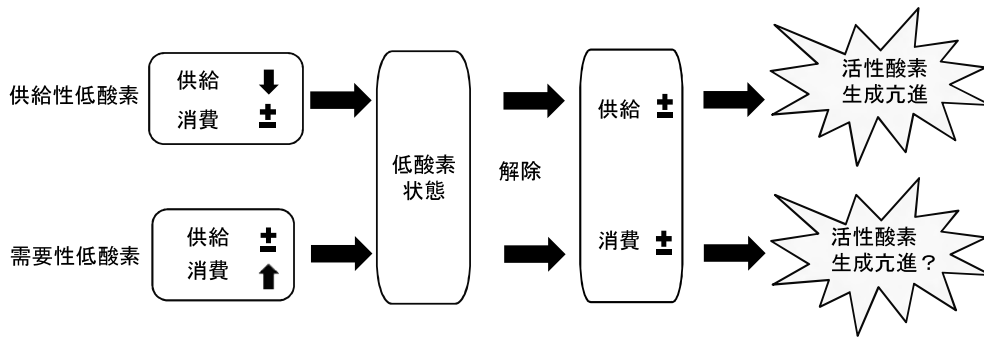 供給性低酸素
供給
消費 ±
低酸素
状態
解除
供給 ±
消費 ±
活性酸素
生成亢進
需要性低酸素
供給 ±
消費
活性酸素
生成亢進？